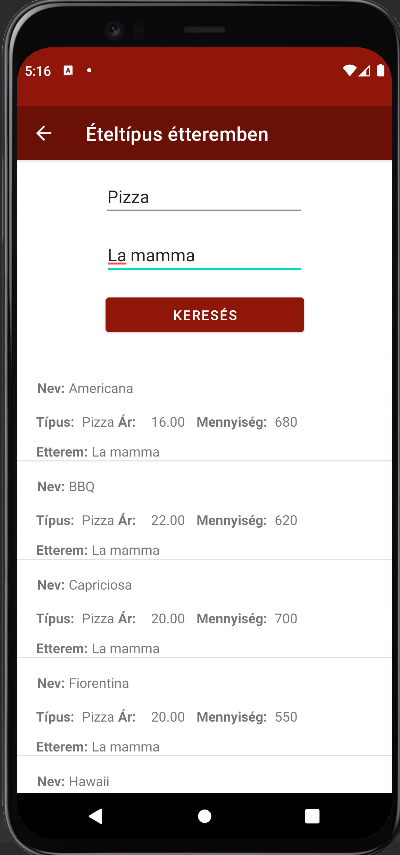 5:16
Ételtípus étteremben
Pizza
La mamma
KERESÉS
Nev: Americana
Típus: Pizza Ár: 16.00 Mennyiség: 680
Etterem: La mamma
Nev: BBQ
Típus: Pizza Ár: 22.00 Mennyiség: 620
Etterem: La mamma
Nev: Capriciosa
Típus: Pizza Ár: 20.00 Mennyiség: 700
Etterem: La mamma
Nev: Fiorentina
Típus: Pizza Ár: 20.00 Mennyiség: 550
Etterem: La mamma
Nev: Hawaii